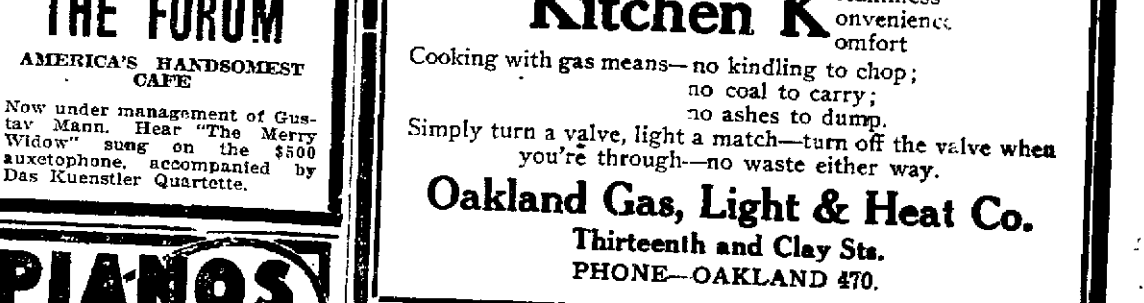 THE FORUM
AMERICA'S HANDSOMEST
CAFE
Now under management of Gus-
tav Mann. Hear "The Merry
Widow" sung on the $500
auxetophone, accompanied by
Das Kuenstler Quartette.
PIANOS
Kitchen K
onvenience
omfort
Cooking with gas means—no kindling to chop;
no coal to carry;
no ashes to dump.
Simply turn a valve, light a match—turn off the valve when
you're through—no waste either way.
Oakland Gas, Light & Heat Co.
Thirteenth and Clay Sts.
PHONE—OAKLAND 470.